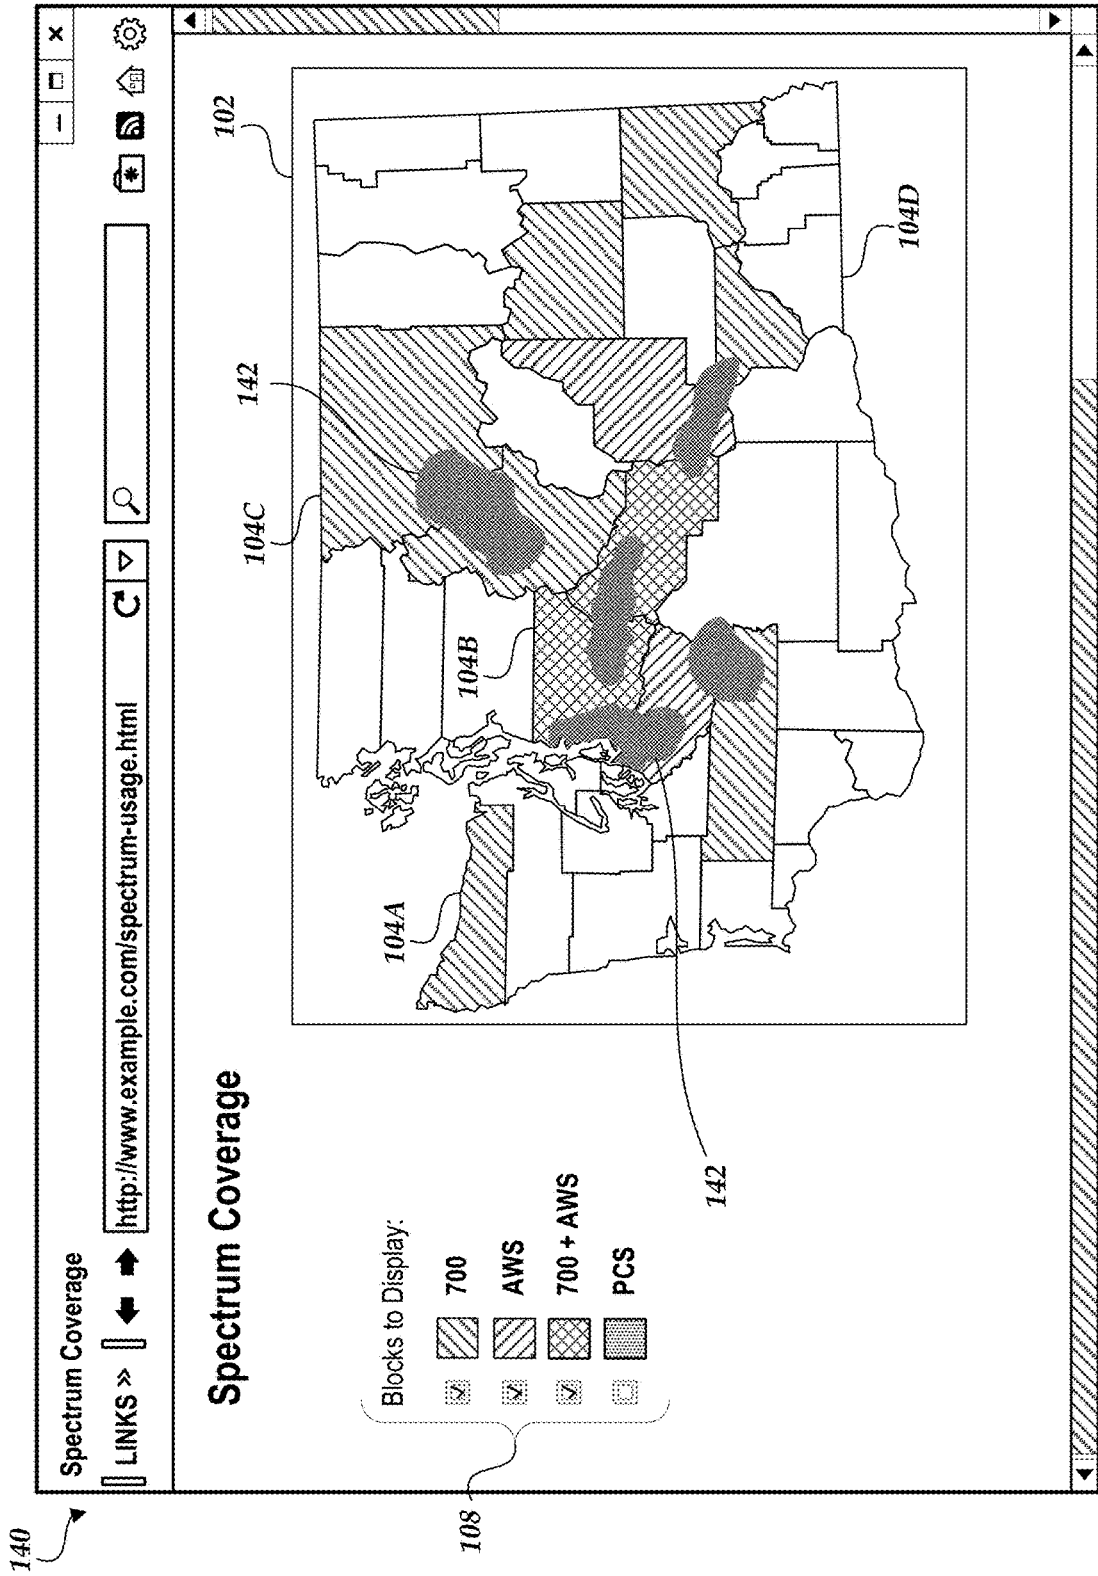 140
Spectrum Coverage
LINKS »
http://www.example.com/spectrum-usage.html
Spectrum Coverage
102
104C
142
104B
104A
104D
142
108
Blocks to Display:
700
AWS
700 + AWS
PCS